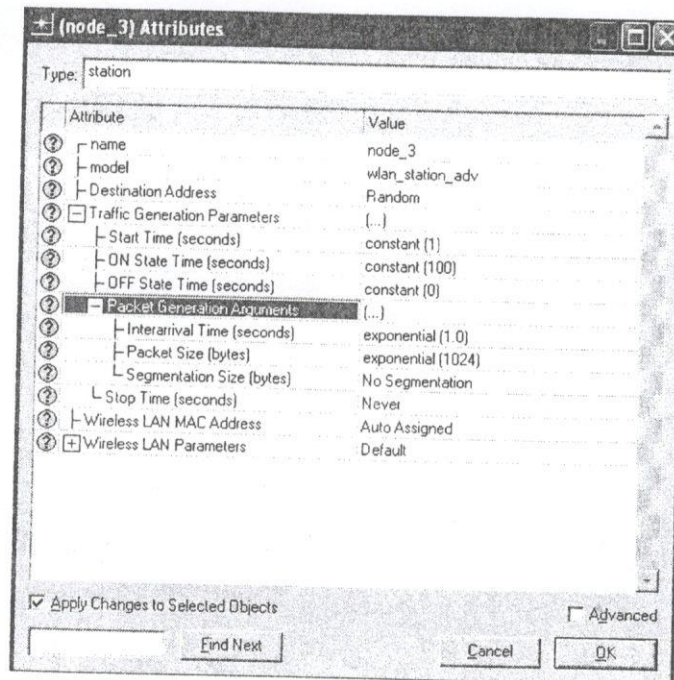 (node_3) Attributes
Type: station
Attribute Value
name node_3
model wlan_station_adv
Destination Address Random
Traffic Generation Parameters (...)
Start Time (seconds) constant (1)
ON State Time (seconds) constant (100)
OFF State Time (seconds) constant (0)
Packet Generation Arguments (...)
Interarrival Time (seconds) exponential (1.0)
Packet Size (bytes) exponential (1024)
Segmentation Size (bytes) No Segmentation
Stop Time (seconds) Never
Wireless LAN MAC Address Auto Assigned
Wireless LAN Parameters Default
Apply Changes to Selected Objects
Advanced
Find Next Cancel OK